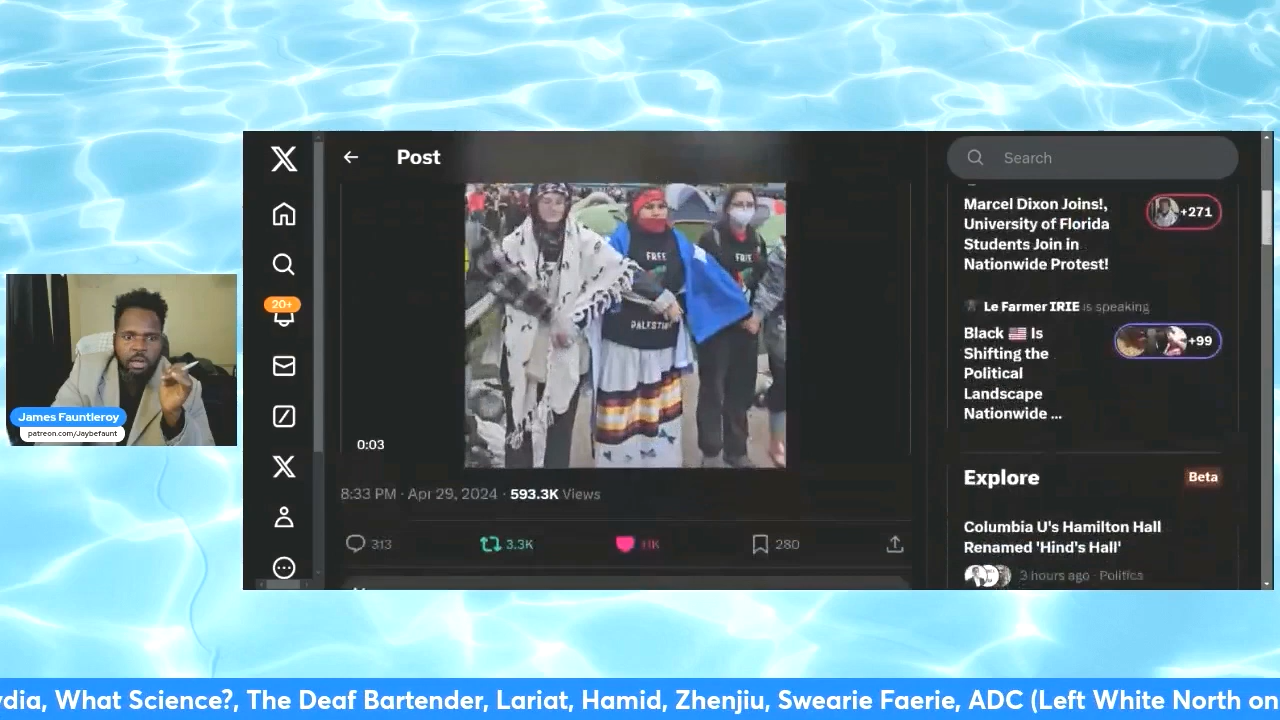 Post
Search
Marcel Dixon Joins!,
University of Florida
Students Join in
Nationwide Protest!
+271
20+
Le Farmer IRIE is speaking
Black 🇺🇸 Is
Shifting the
Political
Landscape
Nationwide ...
+99
FREE
FREE
PALESTINE
0:03
James Fauntleroy
patreon.com/Jaybefaunt
8:33 PM · Apr 29, 2024 · 593.3K Views
313
3.3K
11K
280
Explore
Beta
Columbia U's Hamilton Hall
Renamed 'Hind's Hall'
3 hours ago · Politics
ydia, What Science?, The Deaf Bartender, Lariat, Hamid, Zhenjiu, Swearie Faerie, ADC (Left White North on